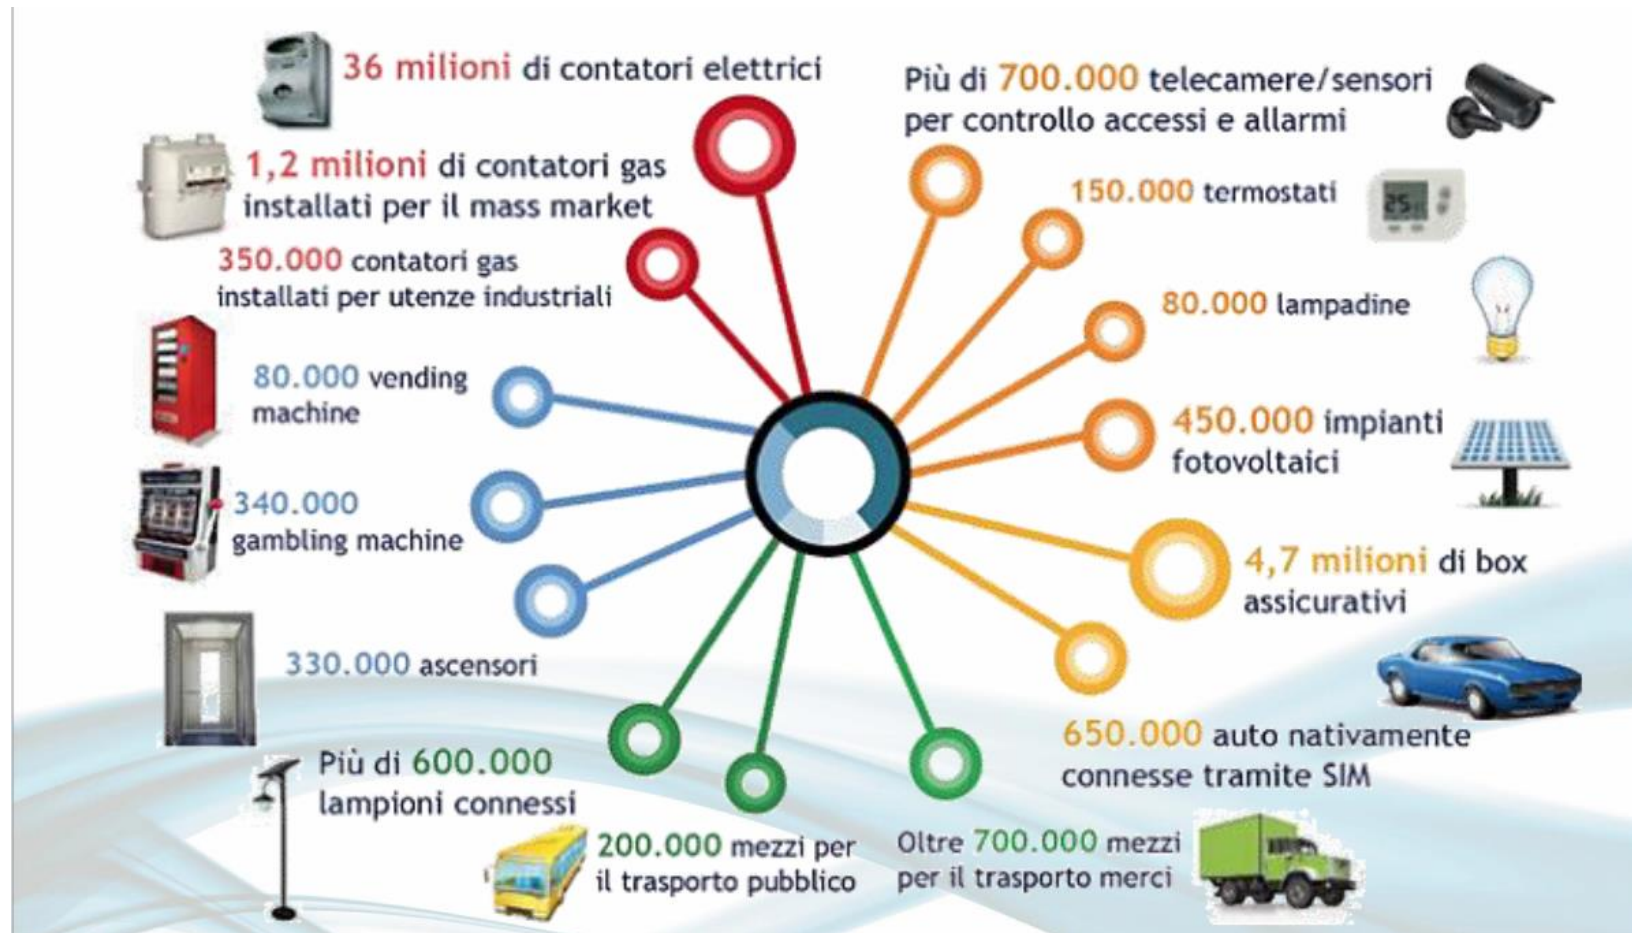 36 milioni di contatori elettrici
1,2 milioni di contatori gas
installati per il mass market
350.000 contatori gas
installati per utenze industriali
80.000 vending
machine
340.000
gambling machine
330.000 ascensori
Più di 600.000
lampioni connessi
200.000 mezzi per
il trasporto pubblico
Oltre 700.000 mezzi
per il trasporto merci
Più di 700.000 telecamere/sensori
per controllo accessi e allarmi
150.000 termostati
25
80.000 lampadine
450.000 impianti
fotovoltaici
4,7 milioni di box
assicurativi
650.000 auto nativamente
connesse tramite SIM